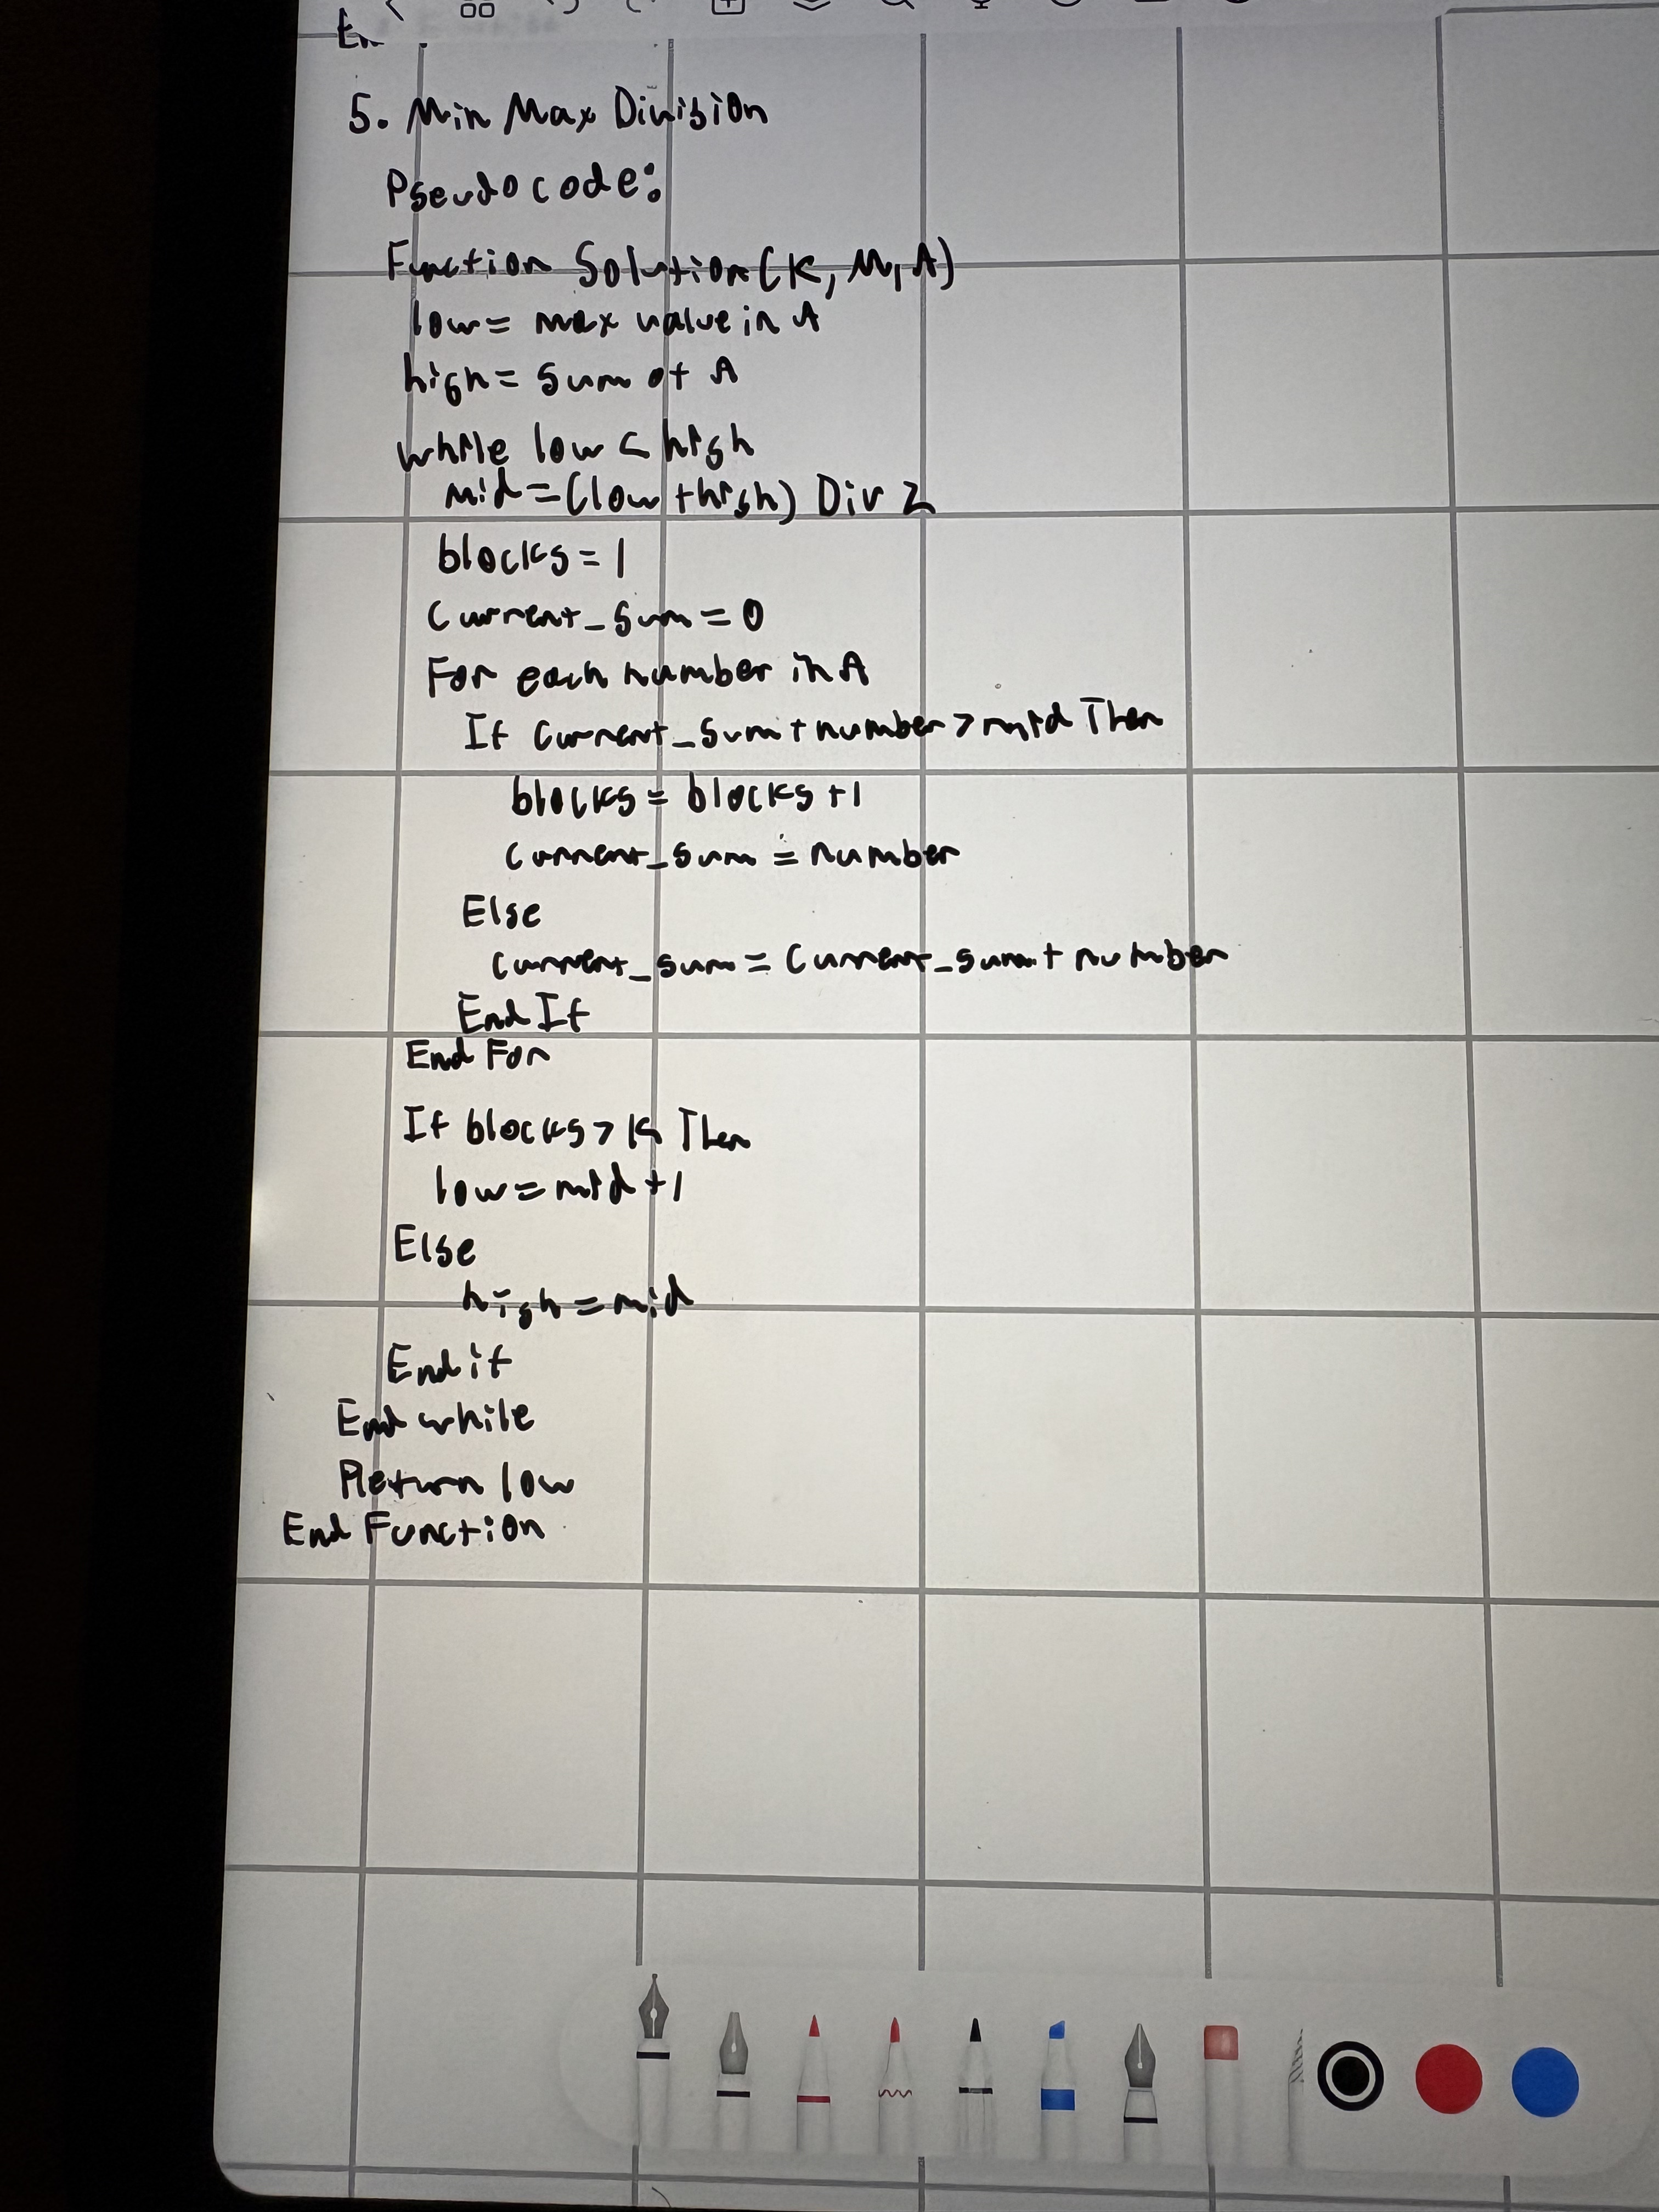 5. Min Max Division
Pseudocode:
Function Solution(K, M, A)
low = max value in A
high = sum of A
while low < high
mid = (low + high) Div 2
blocks = 1
Current_sum = 0
For each number in A
If current_sum + number > mid Then
blocks = blocks + 1
current_sum = number
Else
current_sum = current_sum + number
End If
End For
If blocks > K Then
low = mid + 1
Else
high = mid
End if
End while
Return low
End Function